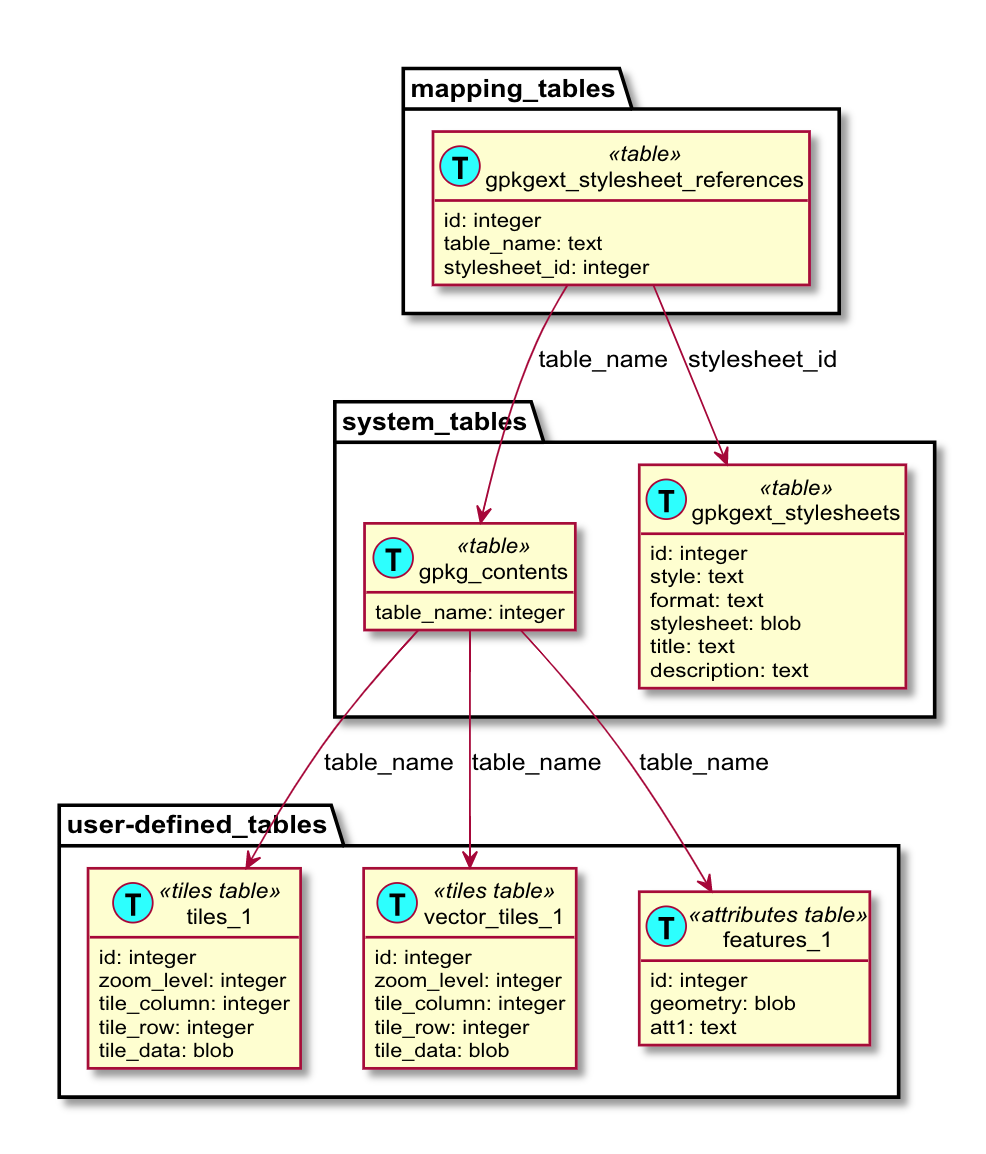 mapping_tables
T
«table»
gpkgext_stylesheet_references
id: integer
table_name: text
stylesheet_id: integer
table_name
stylesheet_id
system_tables
T
«table»
gpkg_contents
table_name: integer
T
«table»
gpkgext_stylesheets
id: integer
style: text
format: text
stylesheet: blob
title: text
description: text
table_name
table_name
table_name
user-defined_tables
T
«tiles table»
tiles_1
id: integer
zoom_level: integer
tile_column: integer
tile_row: integer
tile_data: blob
T
«tiles table»
vector_tiles_1
id: integer
zoom_level: integer
tile_column: integer
tile_row: integer
tile_data: blob
T
«attributes table»
features_1
id: integer
geometry: blob
att1: text